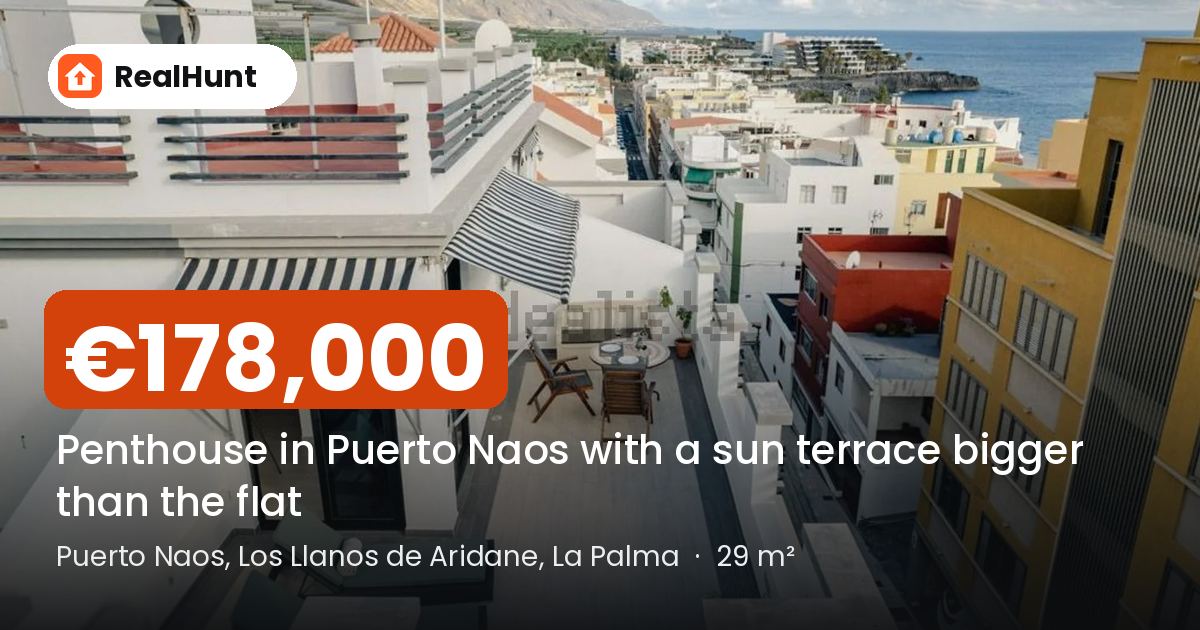 RealHunt
idealista
€178,000
Penthouse in Puerto Naos with a sun terrace bigger
than the flat
Puerto Naos, Los Llanos de Aridane, La Palma · 29 m²